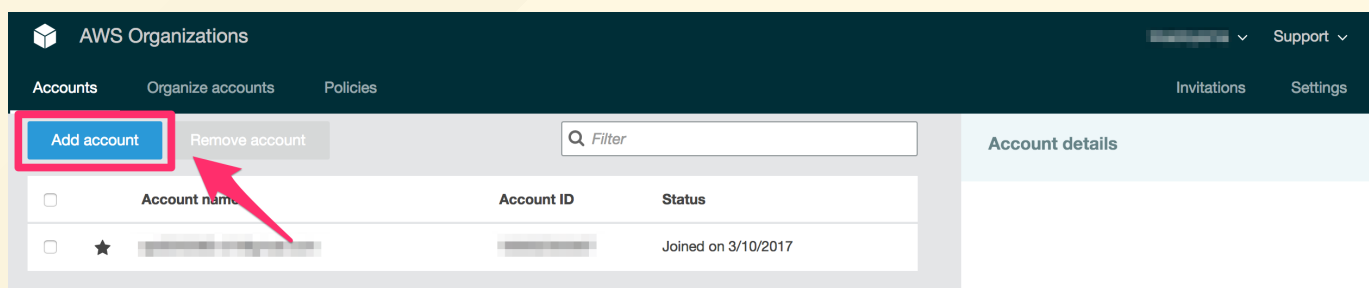 AWS Organizations
Support
Accounts Organize accounts Policies Invitations Settings
Add account Remove account Filter Account details
Account name Account ID Status
Joined on 3/10/2017